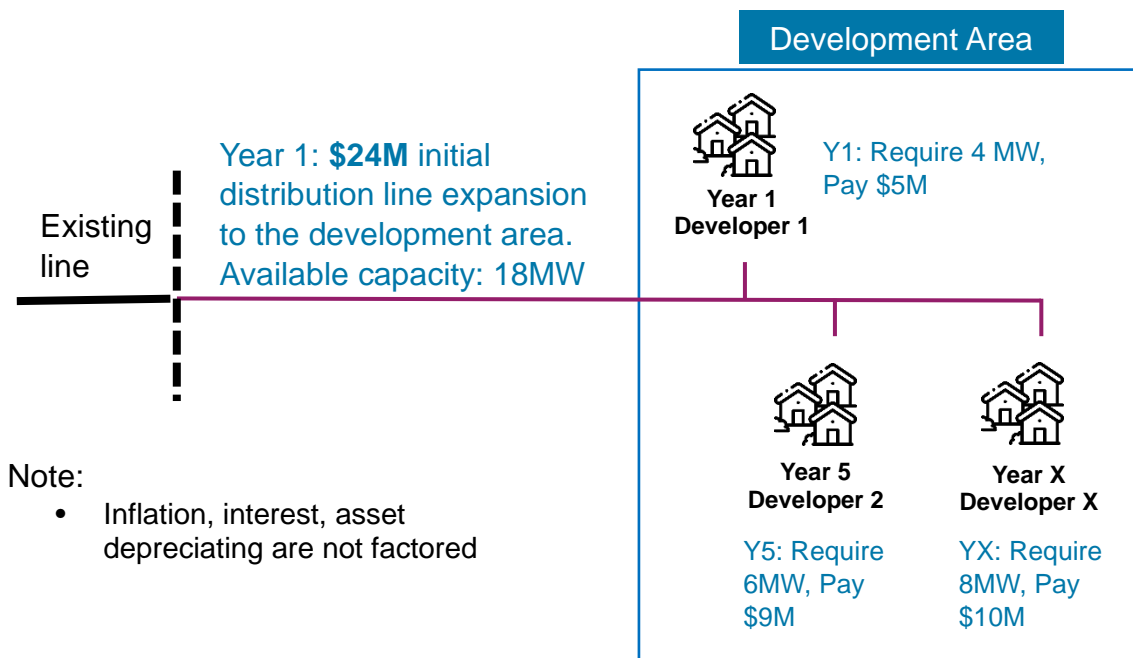 Development Area
Year 1: $24M initial
distribution line expansion
to the development area.
Available capacity: 18MW
Existing
line
Y1: Require 4 MW,
Pay $5M
Year 1
Developer 1
Year 5
Developer 2
Y5: Require
6MW, Pay
$9M
Year X
Developer X
YX: Require
8MW, Pay
$10M
Note:
• Inflation, interest, asset
depreciating are not factored